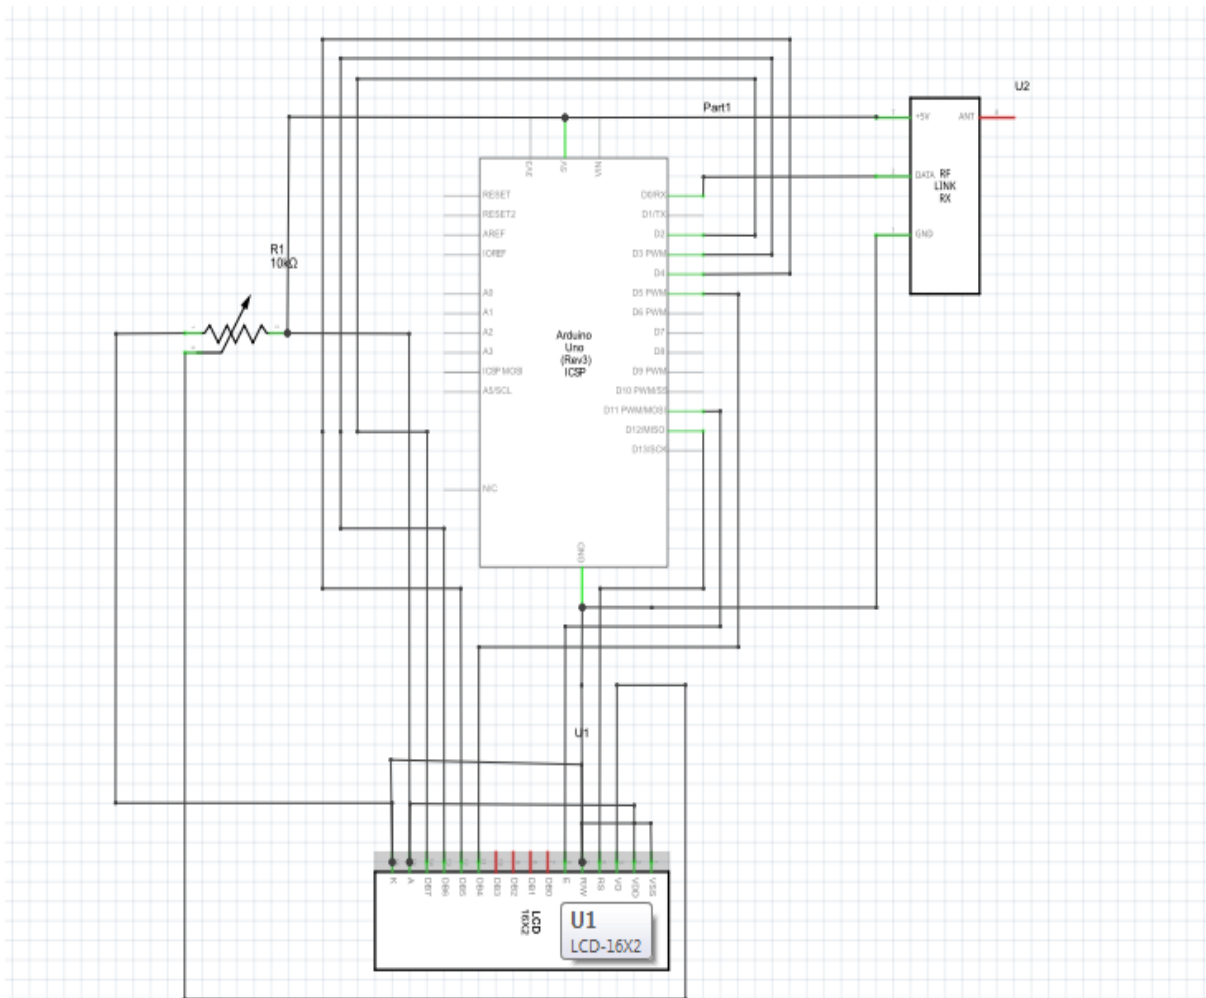 U2
Part1
+5V
ANT
3V3
5V
VIN
DATA
RF
LINK
RX
RESET
D0/RX
RESET2
D1/TX
AREF
D2
GND
R1
10kΩ
IOREF
D3 PWM
D4
A0
D5 PWM
A1
D6 PWM
A2
D7
Arduino
Uno
(Rev3)
ICSP
A3
D8
ICSP MOSI
D9 PWM
A5/SCL
D10 PWM/SS
D11 PWM/MOSI
D12/MISO
D13/SCK
N/C
GND
U1
K
A
DB7
DB6
DB5
DB4
DB3
DB2
DB1
DB0
E
R/W
RS
VO
VDD
VSS
LCD
16X2
U1
LCD-16X2